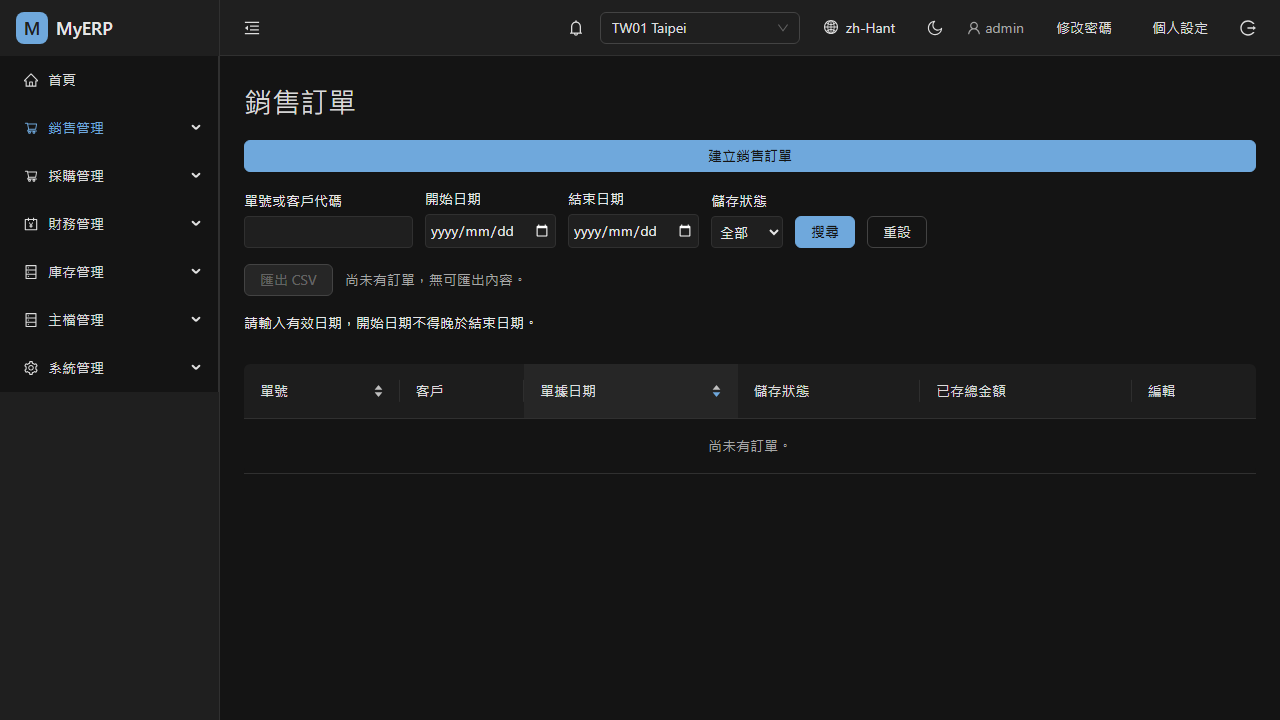 M MyERP
TW01 Taipei
zh-Hant
admin
修改密碼
個人設定
首頁
銷售管理
採購管理
財務管理
庫存管理
主檔管理
系統管理
銷售訂單
建立銷售訂單
單號或客戶代碼
開始日期
結束日期
儲存狀態
yyyy/mm/dd
yyyy/mm/dd
全部
搜尋
重設
匯出 CSV
尚未有訂單，無可匯出內容。
請輸入有效日期，開始日期不得晚於結束日期。
單號
客戶
單據日期
儲存狀態
已存總金額
編輯
尚未有訂單。